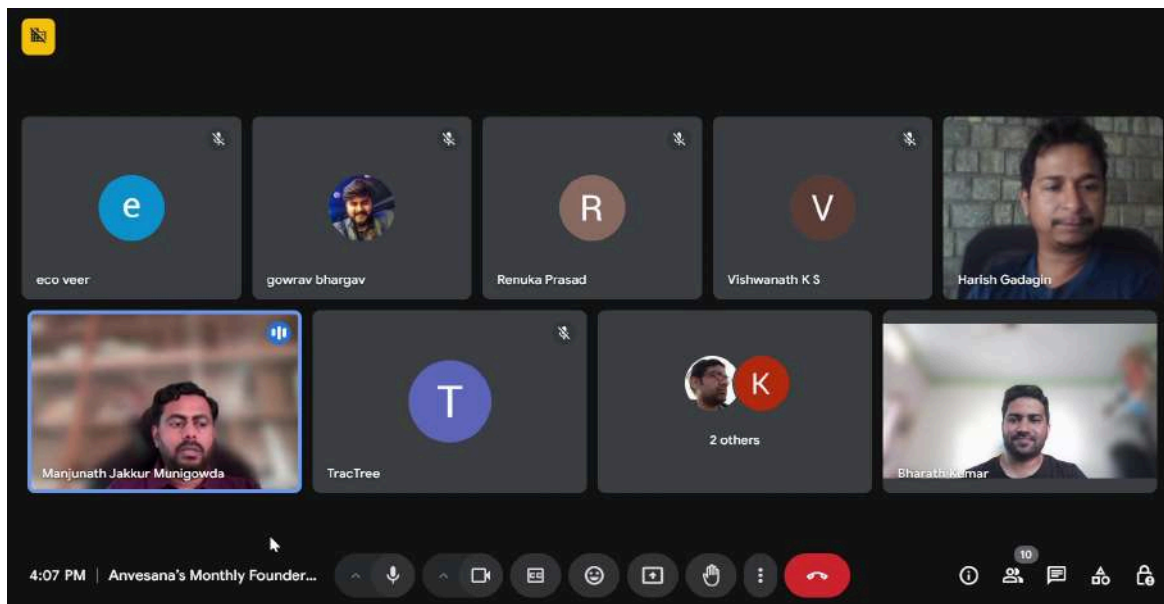 e
eco veer
gowrav bhargav
R
Renuka Prasad
V
Vishwanath K S
Harish Gadagin
Manjunath Jakkur Munigowda
T
TracTree
K
2 others
Bharath Kumar
4:07 PM | Anvesana's Monthly Founder...
CC
10